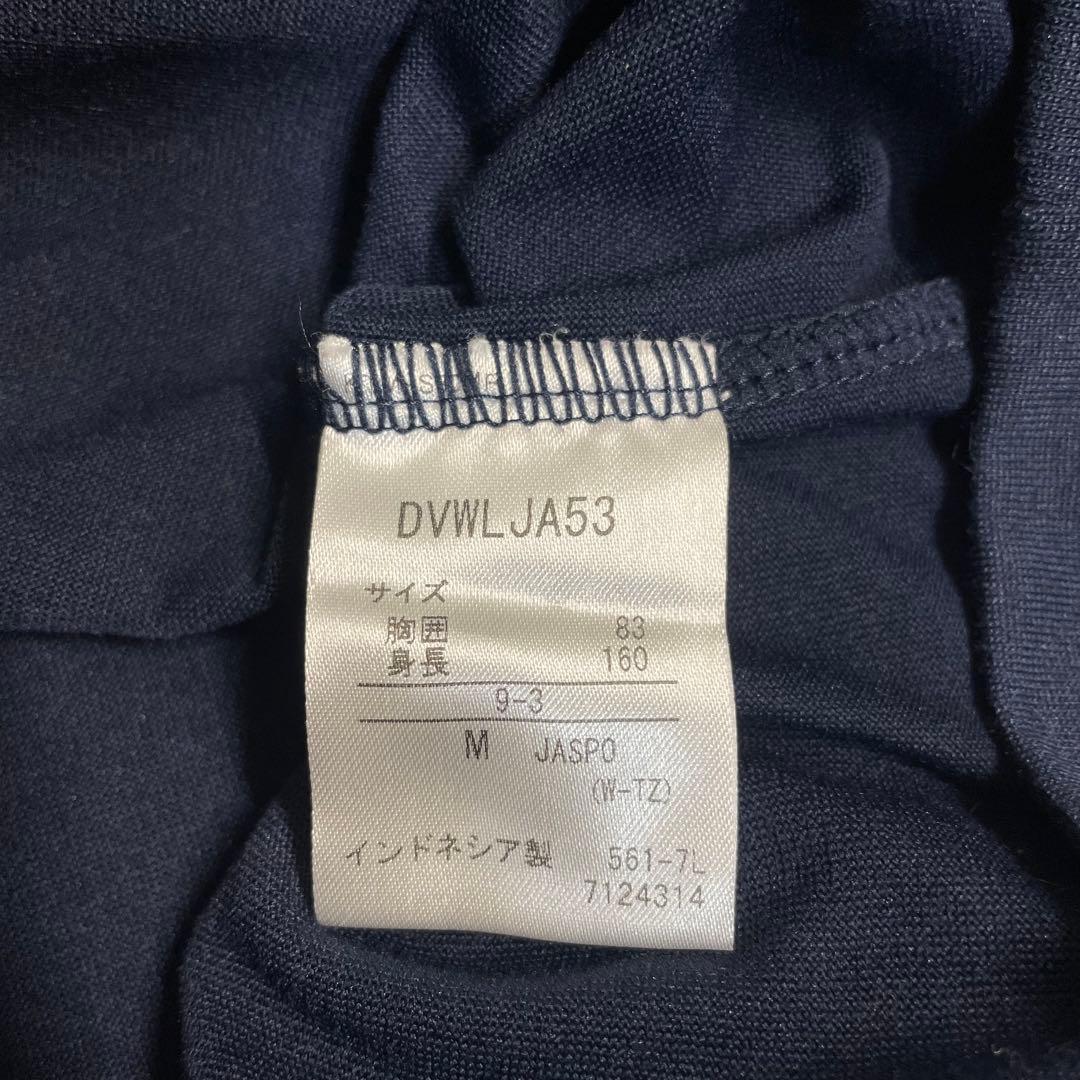 DVWLJA53
サイズ
胸囲 83
身長 160
9-3
M JASPO
(W-TZ)
インドネシア製 561-7L
7124314